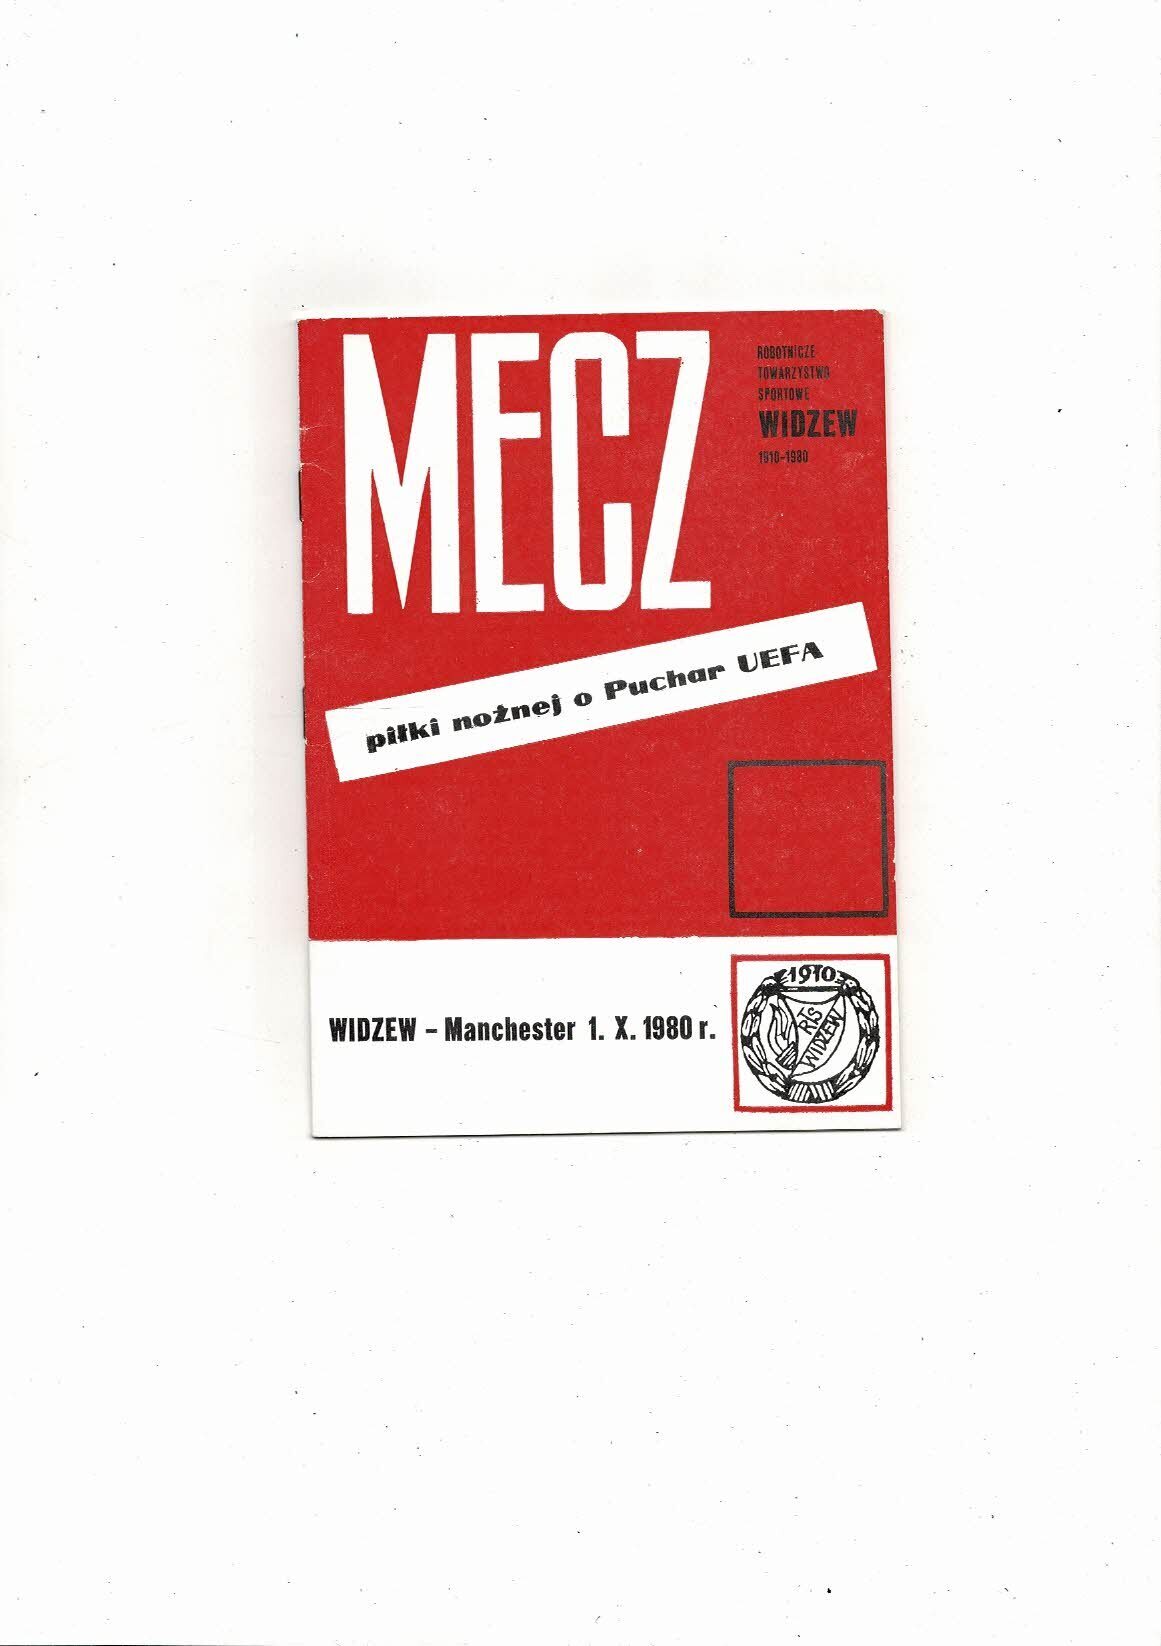 MECZ
ROBOTNICZE
TOWARZYSTWO
SPORTOWE
WIDZEW
1910-1980
piłki nożnej o Puchar UEFA
WIDZEW – Manchester 1. X. 1980 r.
1910
RTS
WIDZEW